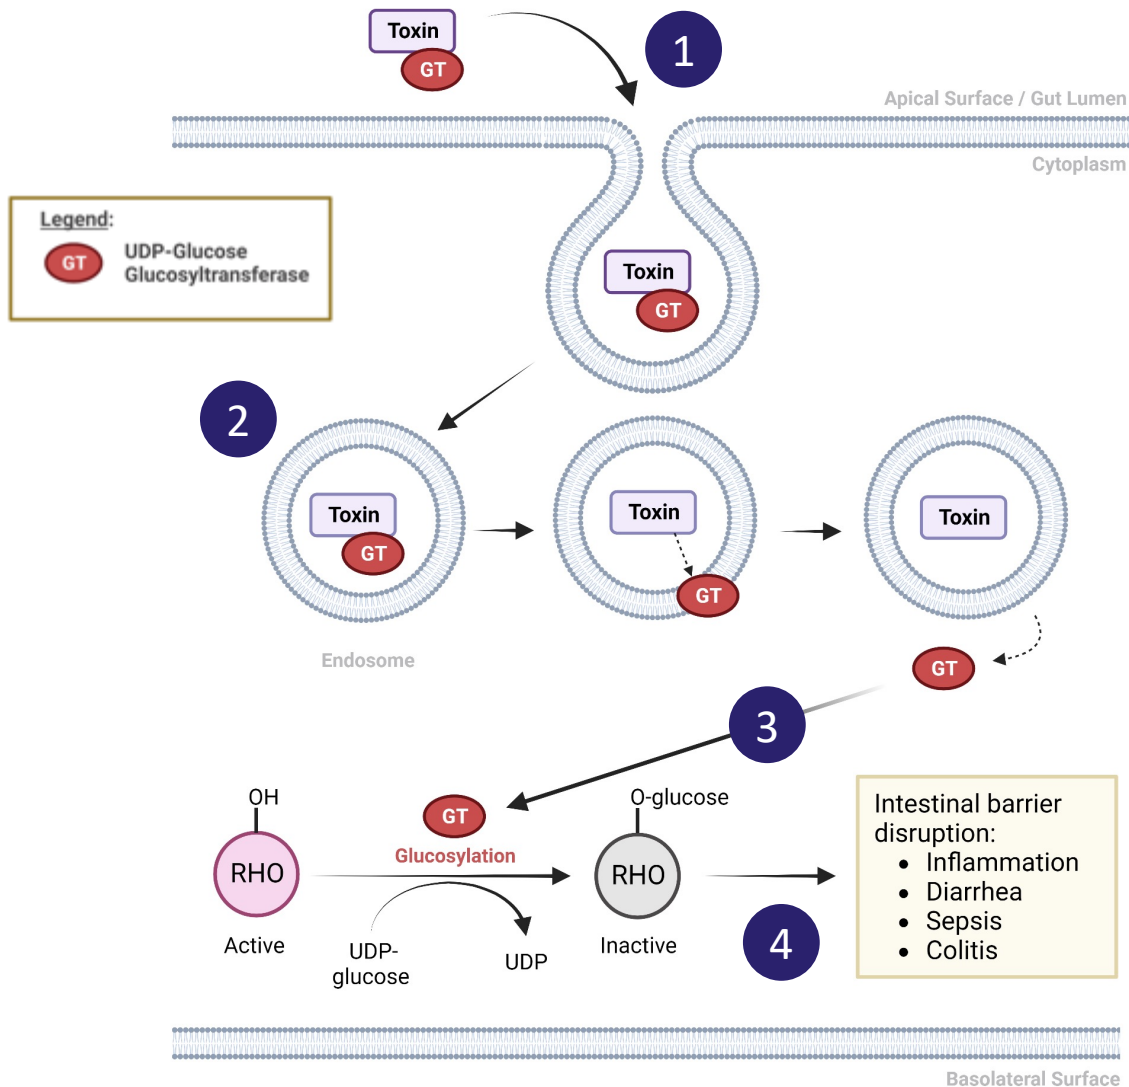 Toxin
GT
1
Apical Surface / Gut Lumen
Cytoplasm
Legend:
GT
UDP-Glucose
Glucosyltransferase
Toxin
GT
2
Toxin
GT
Toxin
GT
Toxin
Endosome
GT
3
OH
RHO
Active
GT
Glucosylation
UDP-
glucose
UDP
O-glucose
RHO
Inactive
4
Intestinal barrier
disruption:
• Inflammation
• Diarrhea
• Sepsis
• Colitis
Basolateral Surface